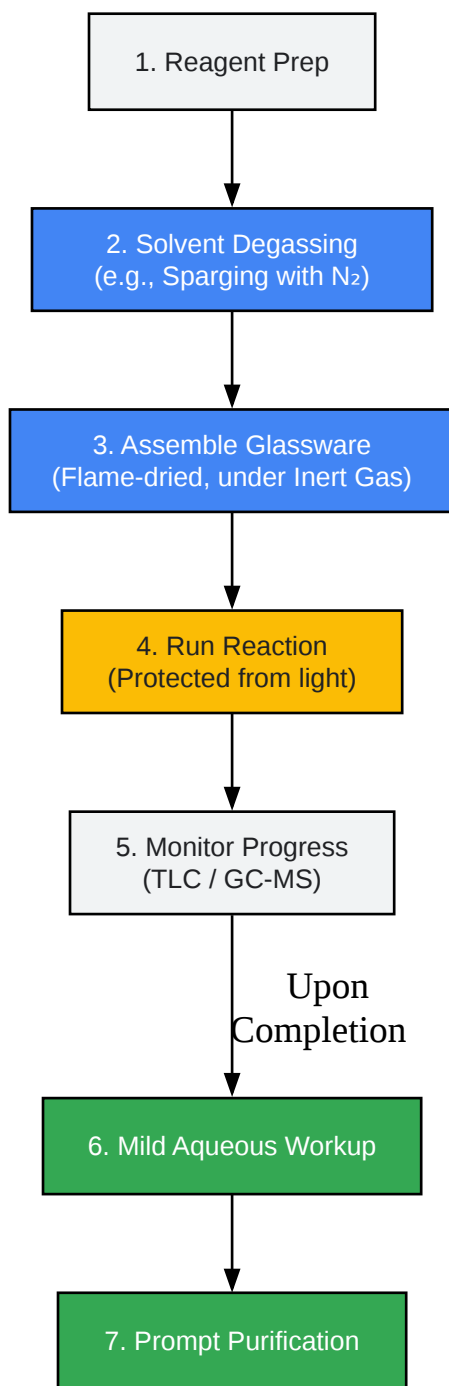 1. Reagent Prep
2. Solvent Degassing
(e.g., Sparging with N₂)
3. Assemble Glassware
(Flame-dried, under Inert Gas)
4. Run Reaction
(Protected from light)
5. Monitor Progress
(TLC / GC-MS)
Upon
Completion
6. Mild Aqueous Workup
7. Prompt Purification